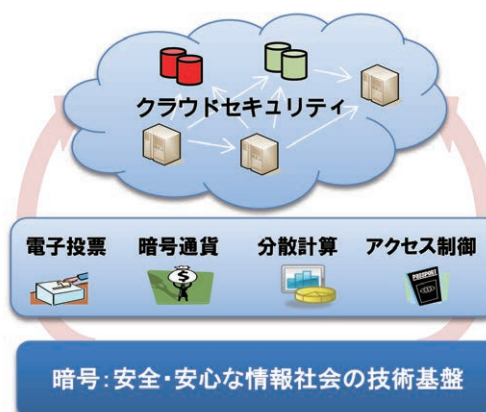 クラウドセキュリティ
電子投票 暗号通貨 分散計算 アクセス制御
$
PASSPORT
暗号:安全・安心な情報社会の技術基盤